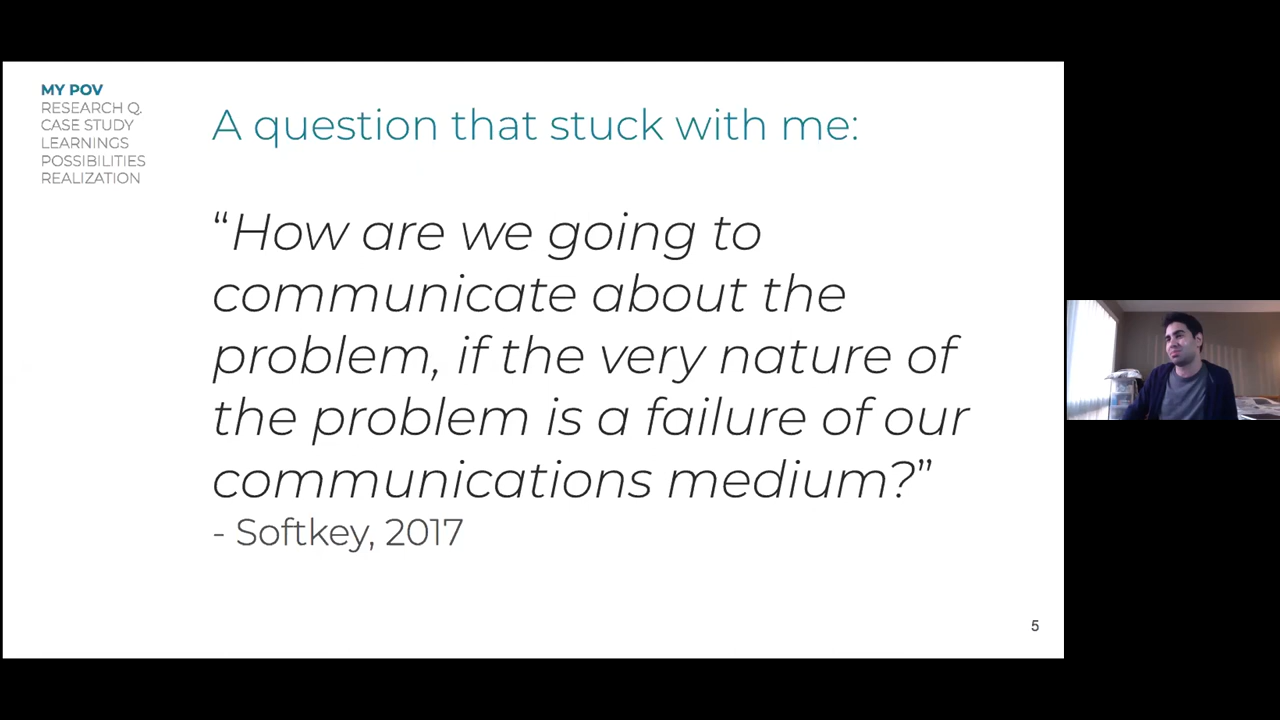 MY POV
RESEARCH Q.
CASE STUDY
LEARNINGS
POSSIBILITIES
REALIZATION
A question that stuck with me:
“How are we going to
communicate about the
problem, if the very nature of
the problem is a failure of our
communications medium?”
- Softkey, 2017
5